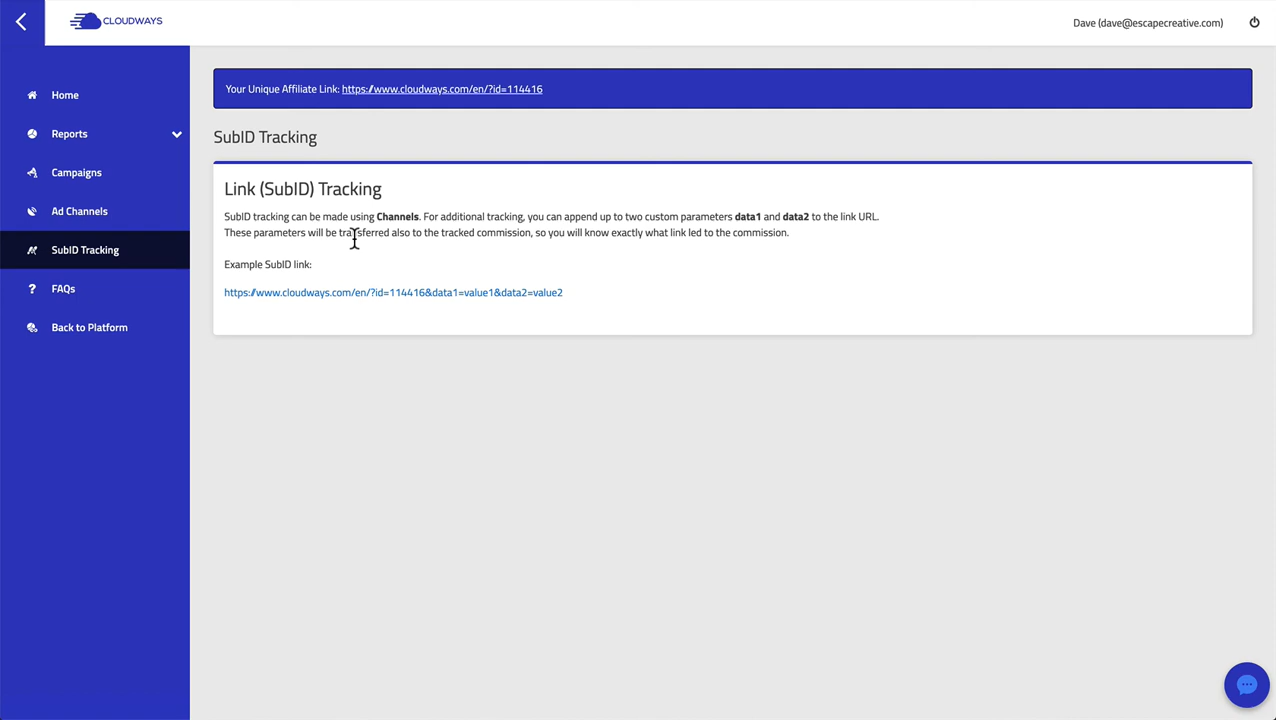 CLOUDWAYS
Dave (dave@escapecreative.com)
Home
Reports
Campaigns
Ad Channels
SubID Tracking
FAQs
Back to Platform
Your Unique Affiliate Link: https://www.cloudways.com/en/?id=114416
SubID Tracking
Link (SubID) Tracking
SubID tracking can be made using Channels. For additional tracking, you can append up to two custom parameters data1 and data2 to the link URL.
These parameters will be transferred also to the tracked commission, so you will know exactly what link led to the commission.
Example SubID link:
https://www.cloudways.com/en/?id=114416&data1=value1&data2=value2